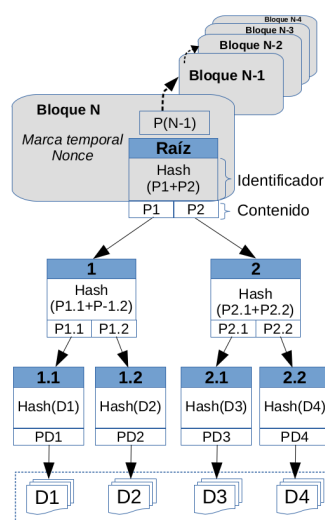 Bloque N-4
Bloque N-3
Bloque N-2
Bloque N-1
Bloque N
P(N-1)
Marca temporal
Nonce
Raíz
Hash
(P1+P2)
Identificador
P1 P2
Contenido
1 2
Hash
(P1.1+P-1.2)
Hash
(P2.1+P2.2)
P1.1 P1.2 P2.1 P2.2
1.1 1.2 2.1 2.2
Hash(D1) Hash(D2) Hash(D3) Hash(D4)
PD1 PD2 PD3 PD4
D1 D2 D3 D4